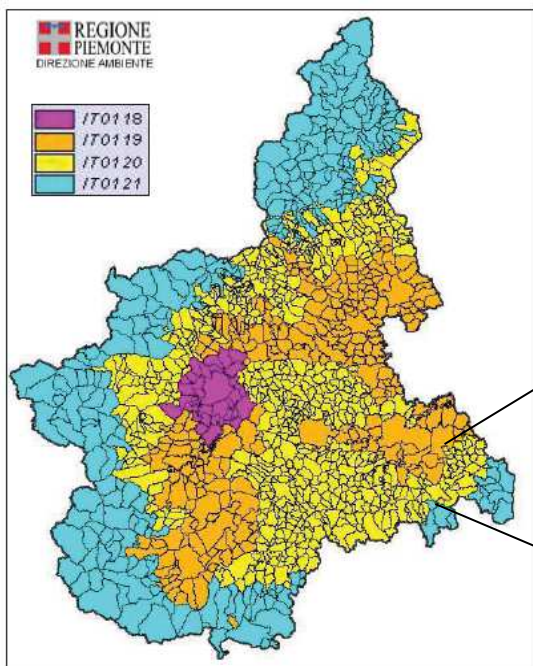 REGIONE
PIEMONTE
DIREZIONE AMBIENTE
IT0118
IT0119
IT0120
IT0121